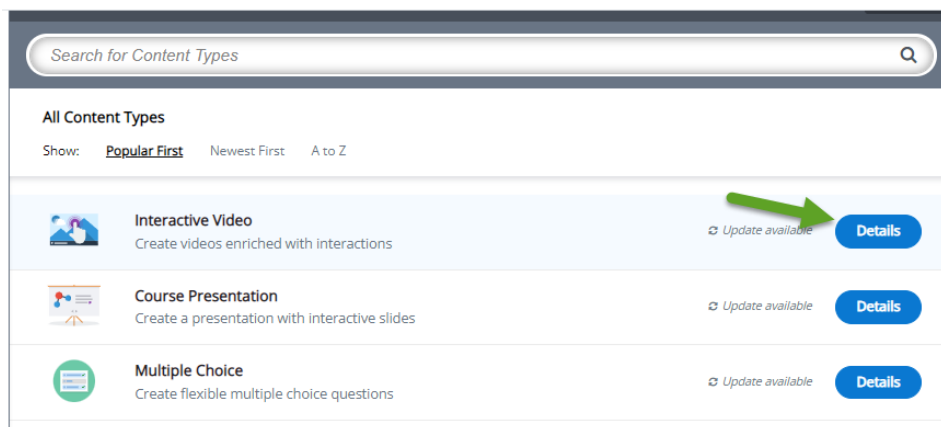 Search for Content Types
All Content Types
Show: Popular First Newest First A to Z
Interactive Video
Create videos enriched with interactions
Update available Details
Course Presentation
Create a presentation with interactive slides
Update available Details
Multiple Choice
Create flexible multiple choice questions
Update available Details